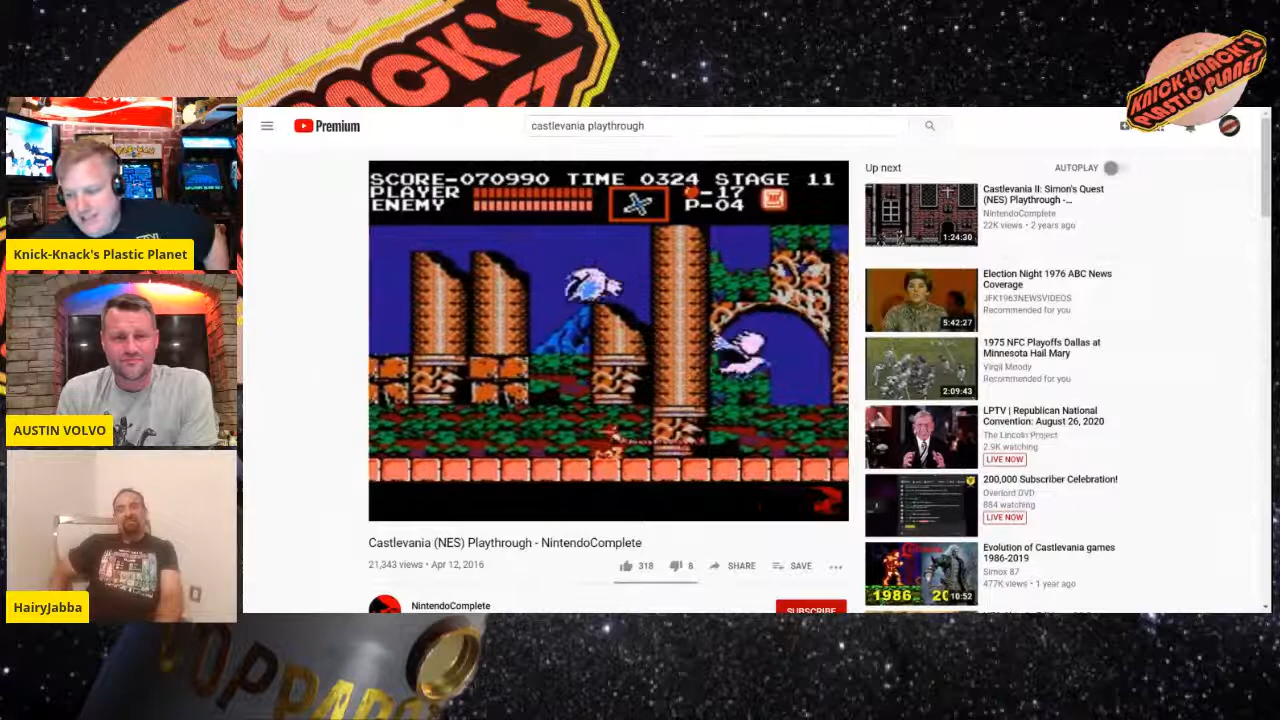 KNICK-KNACK'S
PLASTIC PLANET
NACK'S
Knick-Knack's Plastic Planet
AUSTIN VOLVO
HairyJabba
Premium
castlevania playthrough
SCORE-070990 TIME 0324 STAGE 11
PLAYER -17
ENEMY P-04
Castlevania (NES) Playthrough - NintendoComplete
21,343 views • Apr 12, 2016
318
8
SHARE
SAVE
NintendoComplete
SUBSCRIBE
Up next
AUTOPLAY
Castlevania II: Simon's Quest
(NES) Playthrough -...
NintendoComplete
22K views • 2 years ago
1:24:30
Election Night 1976 ABC News
Coverage
JFK1963NEWSVIDEOS
Recommended for you
5:42:27
1975 NFC Playoffs Dallas at
Minnesota Hail Mary
Virgil Moody
Recommended for you
2:09:43
LPTV | Republican National
Convention: August 26, 2020
The Lincoln Project
2.9K watching
LIVE NOW
200,000 Subscriber Celebration!
Overlord DVD
884 watching
LIVE NOW
Evolution of Castlevania games
1986-2019
Simox 87
477K views • 1 year ago
1986
10:52